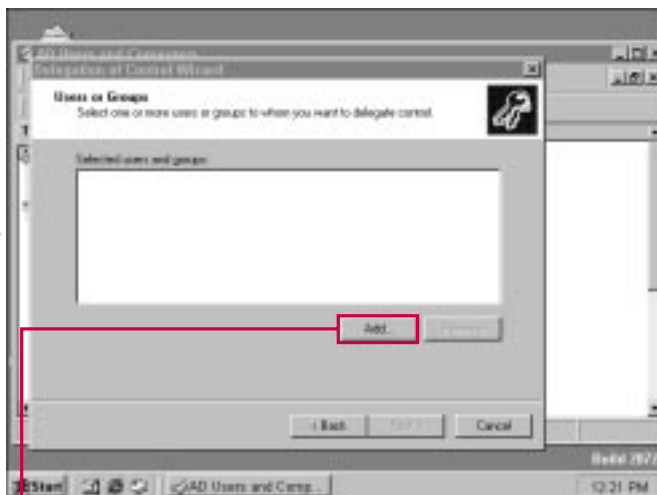 AD Users and Computers
Delegation of Control Wizard
Users or Groups
Select one or more users or groups to whom you want to delegate control.
Selected users and groups:
Add...
< Back
Cancel
Start
AD Users and Comp...
12:21 PM